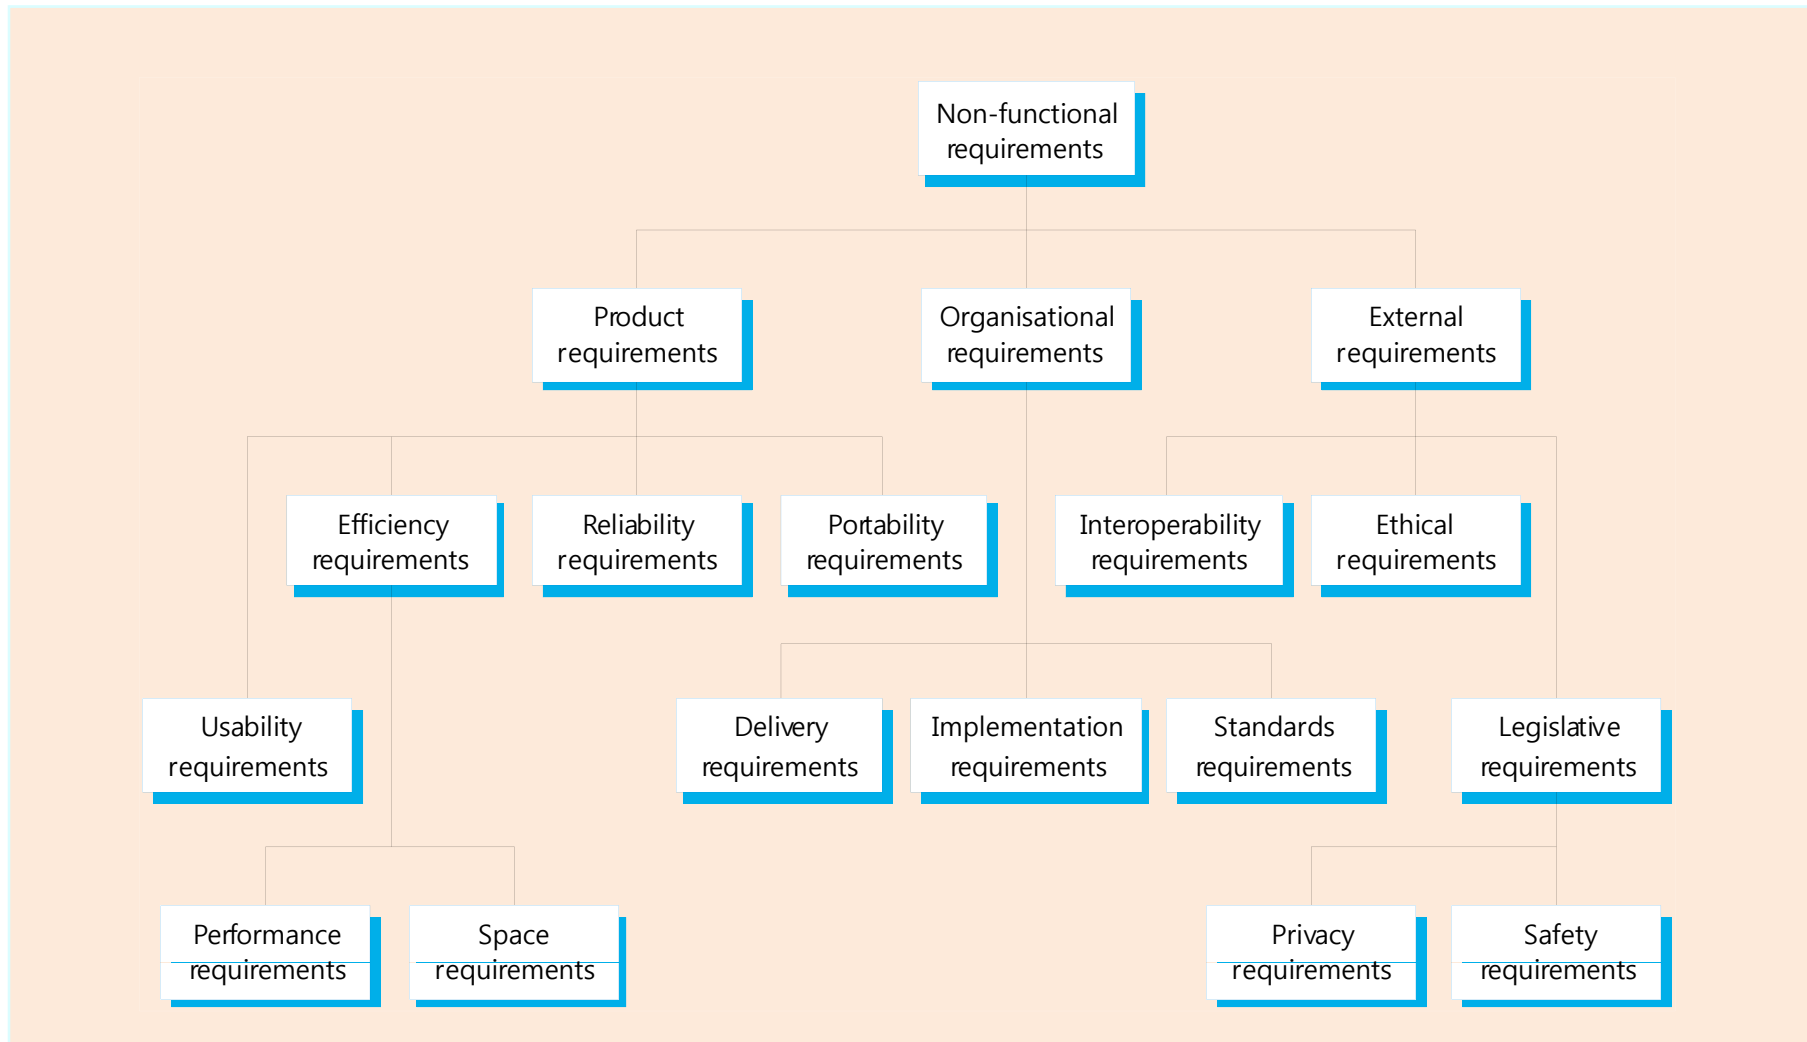 Non-functional
requirements
Product
requirements
Organisational
requirements
External
requirements
Efficiency
requirements
Reliability
requirements
Portability
requirements
Interoperability
requirements
Ethical
requirements
Usability
requirements
Delivery
requirements
Implementation
requirements
Standards
requirements
Legislative
requirements
Performance
requirements
Space
requirements
Privacy
requirements
Safety
requirements